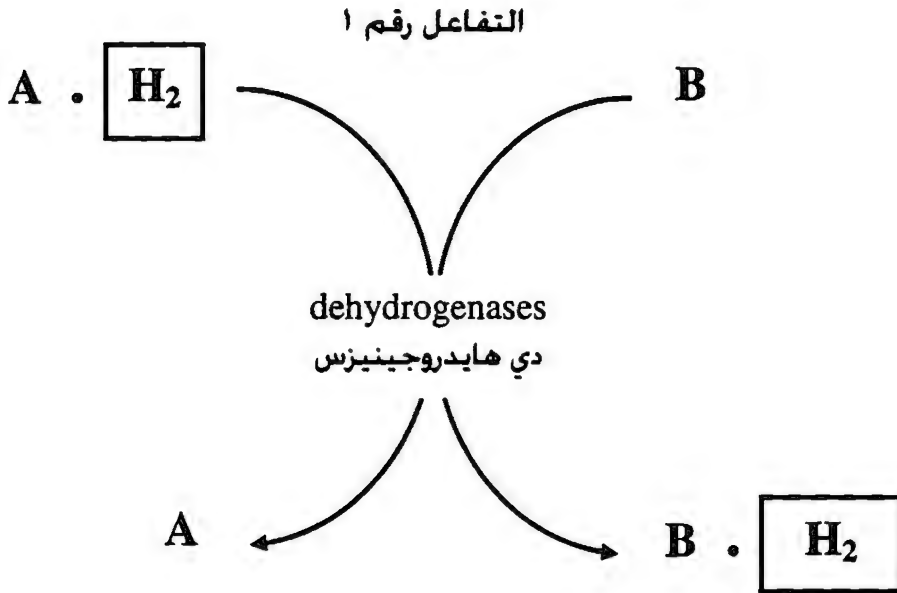 التفاعل رقم ١
A . H₂ B
dehydrogenases
دي هايدروجينيزس
A B . H₂